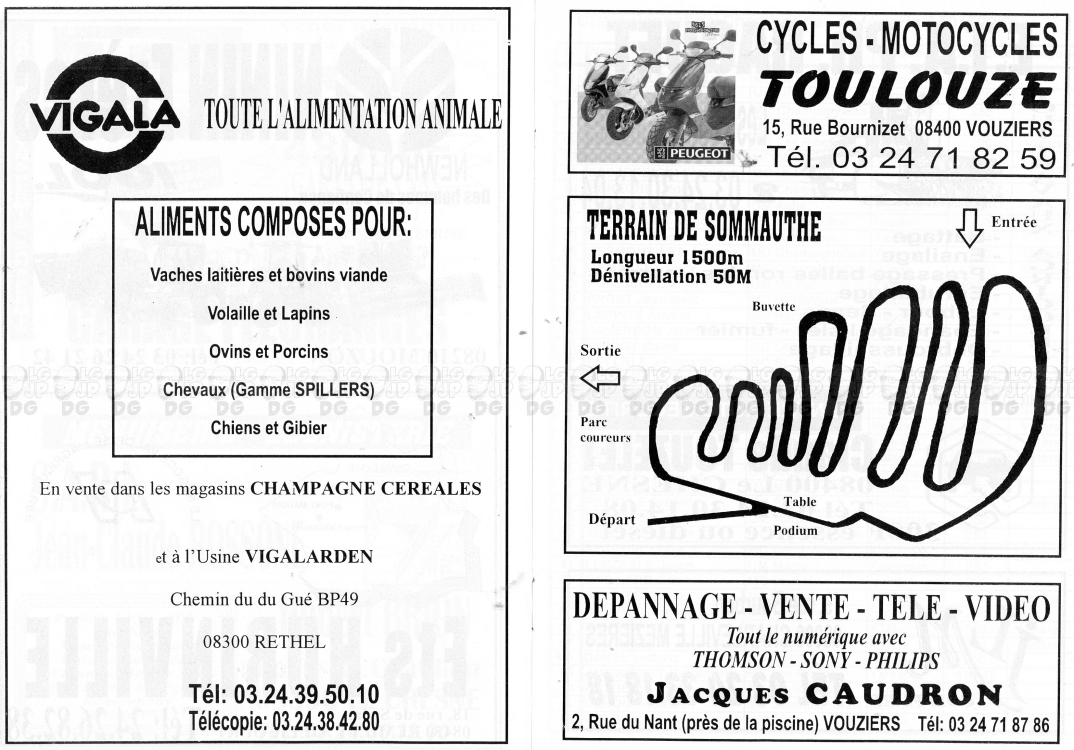 VIGALA
TOUTE L'ALIMENTATION ANIMALE
ALIMENTS COMPOSES POUR:
Vaches laitières et bovins viande
Volaille et Lapins
Ovins et Porcins
Chevaux (Gamme SPILLERS)
Chiens et Gibier
En vente dans les magasins CHAMPAGNE CEREALES
et à l'Usine VIGALARDEN
Chemin du du Gué BP49
08300 RETHEL
Tél: 03.24.39.50.10
Télécopie: 03.24.38.42.80
PEUGEOT
CYCLES - MOTOCYCLES
TOULOUZE
15, Rue Bournizet 08400 VOUZIERS
Tél. 03 24 71 82 59
TERRAIN DE SOMMAUTHE
Longueur 1500m
Dénivellation 50M
Entrée
Buvette
Sortie
Parc
coureurs
Départ
Table
Podium
DEPANNAGE - VENTE - TELE - VIDEO
Tout le numérique avec
THOMSON - SONY - PHILIPS
JACQUES CAUDRON
2, Rue du Nant (près de la piscine) VOUZIERS Tél: 03 24 71 87 86